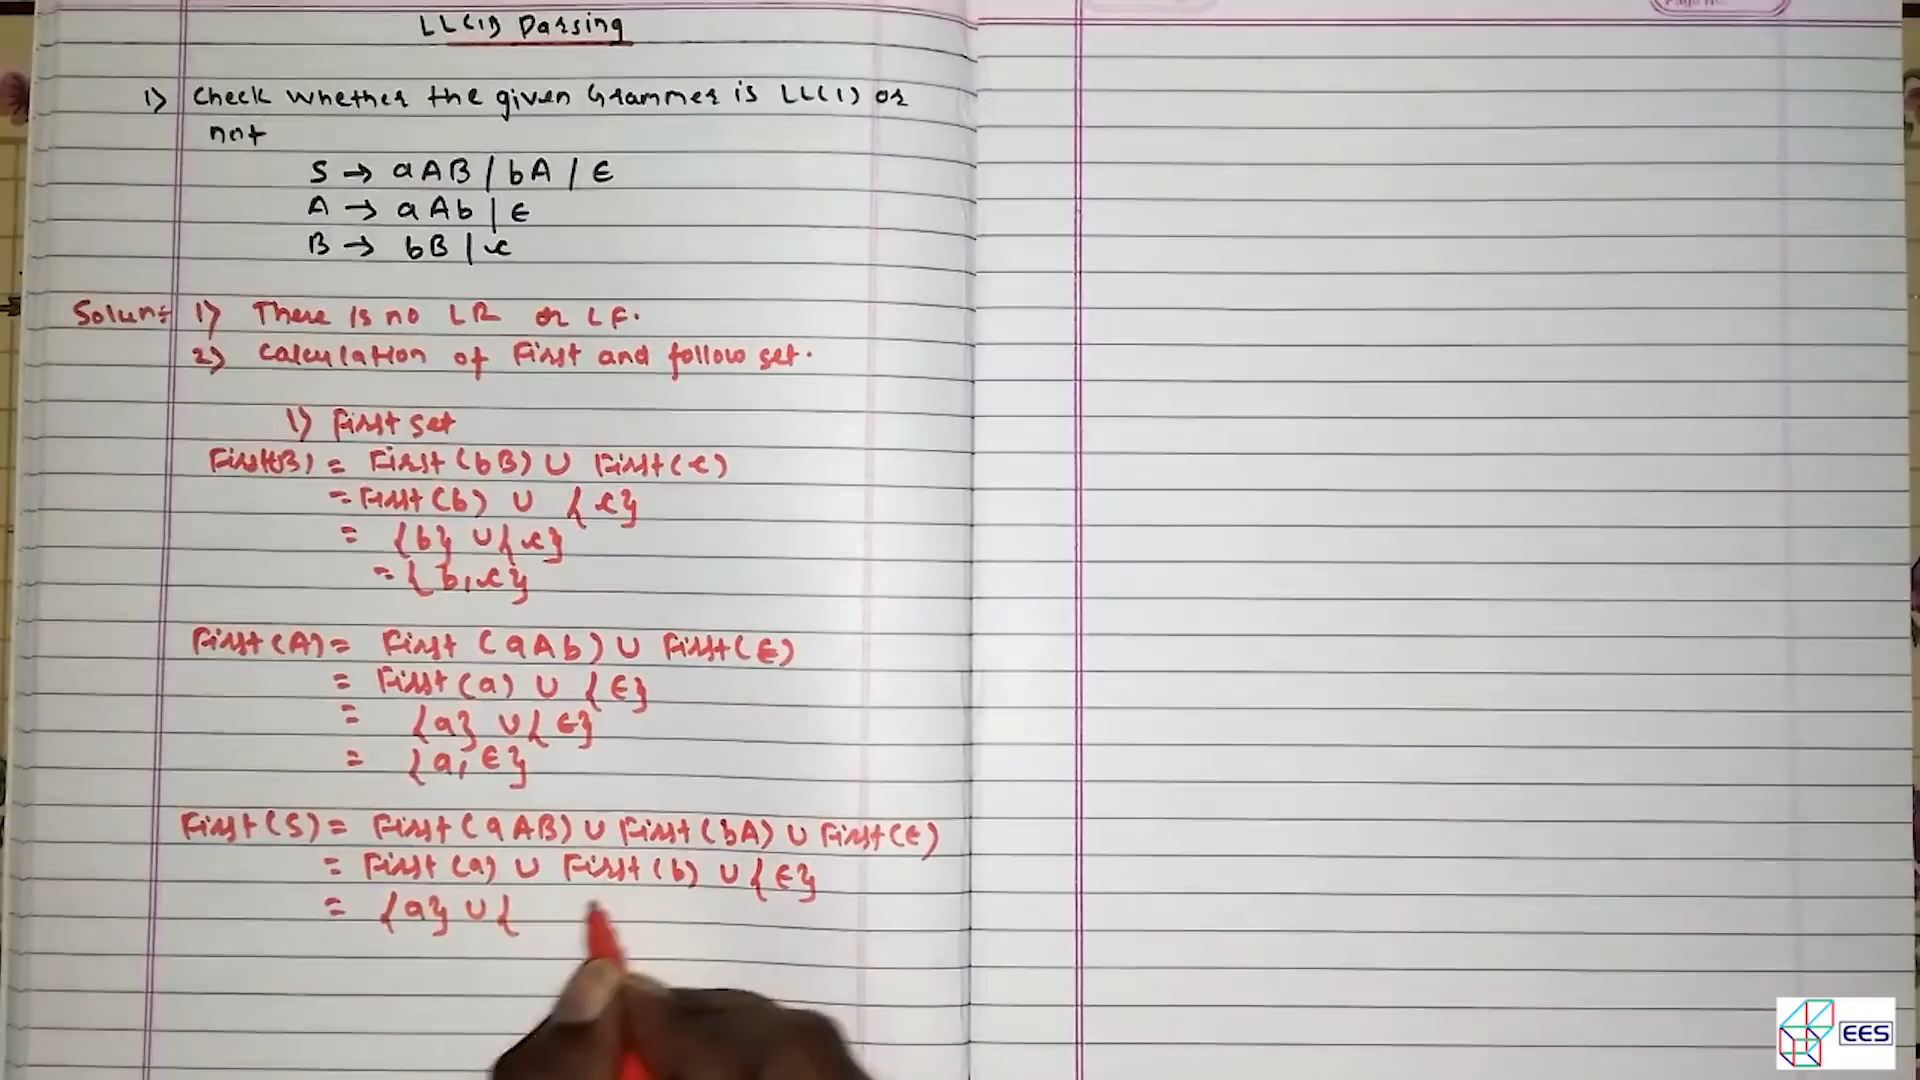 LL(1) Parsing
1) Check whether the given Grammer is LL(1) or
not
S → aAB / bA / ε
A → aAb | ε
B → bB | c
Solun: 1) There is no LR or LF.
2) Calculation of First and follow set.
1) First set
First(B) = First(bB) ∪ First(c)
= First(b) ∪ {c}
= {b} ∪ {c}
= {b,c}
First(A) = First(aAb) ∪ First(ε)
= First(a) ∪ {ε}
= {a} ∪ {ε}
= {a, ε}
First(S) = First(aAB) ∪ First(bA) ∪ First(ε)
= First(a) ∪ First(b) ∪ {ε}
= {a} ∪ {
EES